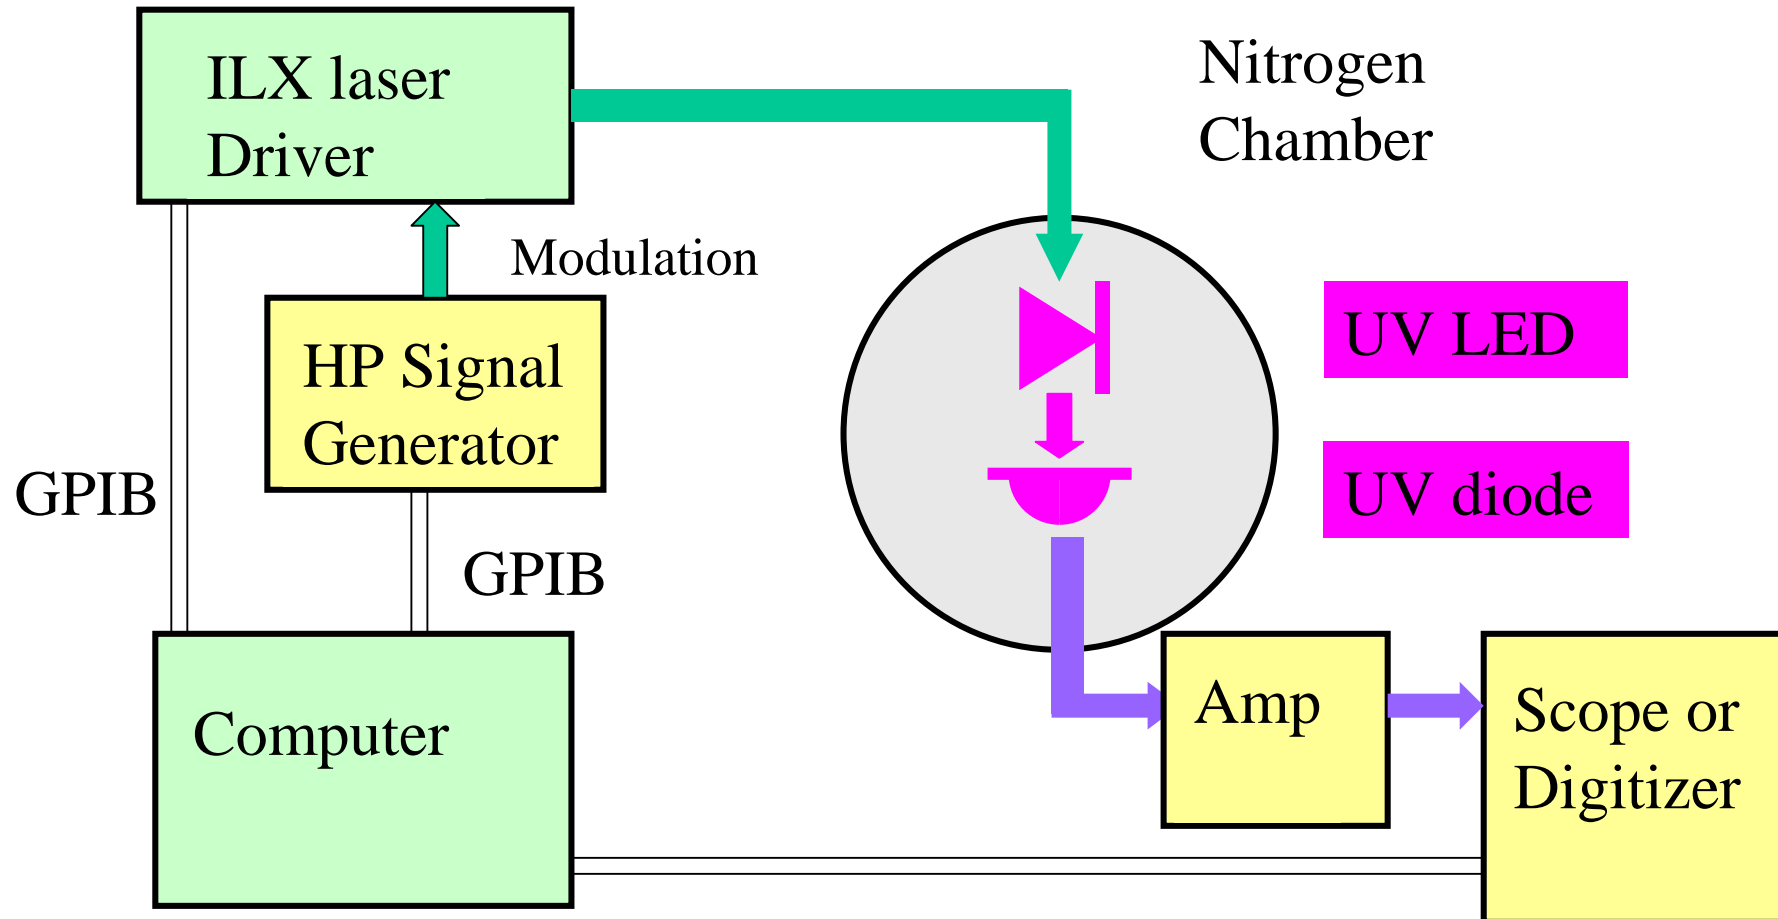 ILX laser
Driver
Nitrogen
Chamber
Modulation
HP Signal
Generator
UV LED
UV diode
GPIB
GPIB
Computer
Amp
Scope or
Digitizer